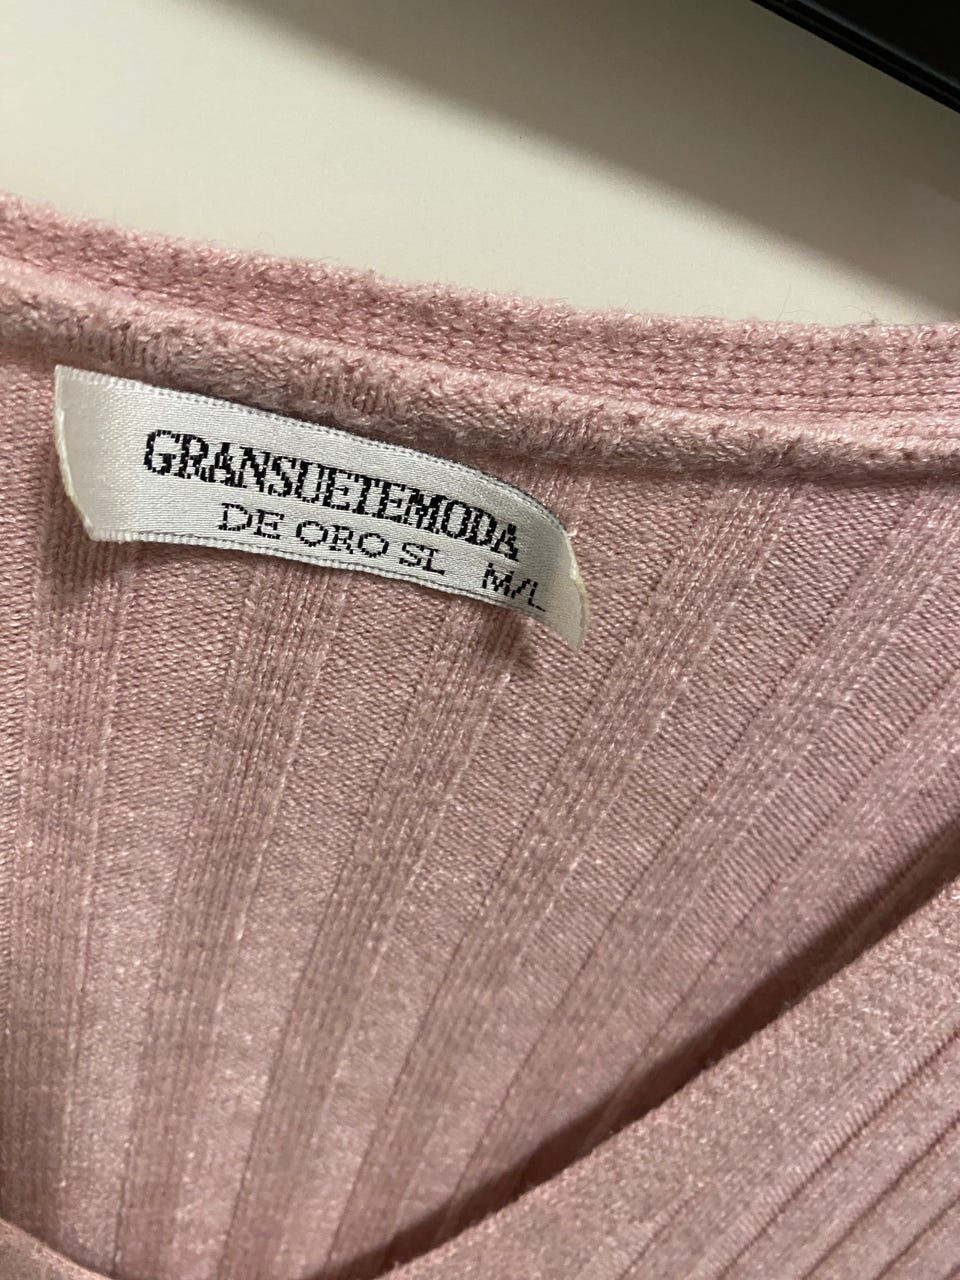 GRANSUETEMODA
DE ORO SL M/L